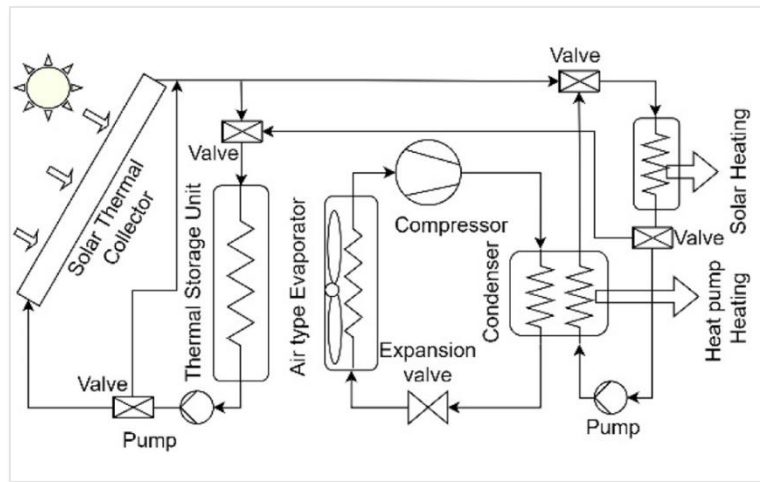 Valve
Valve
Solar Thermal
Collector
Thermal Storage Unit
Air type Evaporator
Compressor
Condenser
Solar Heating
Valve
Heat pump
Heating
Expansion
valve
Valve
Pump
Pump